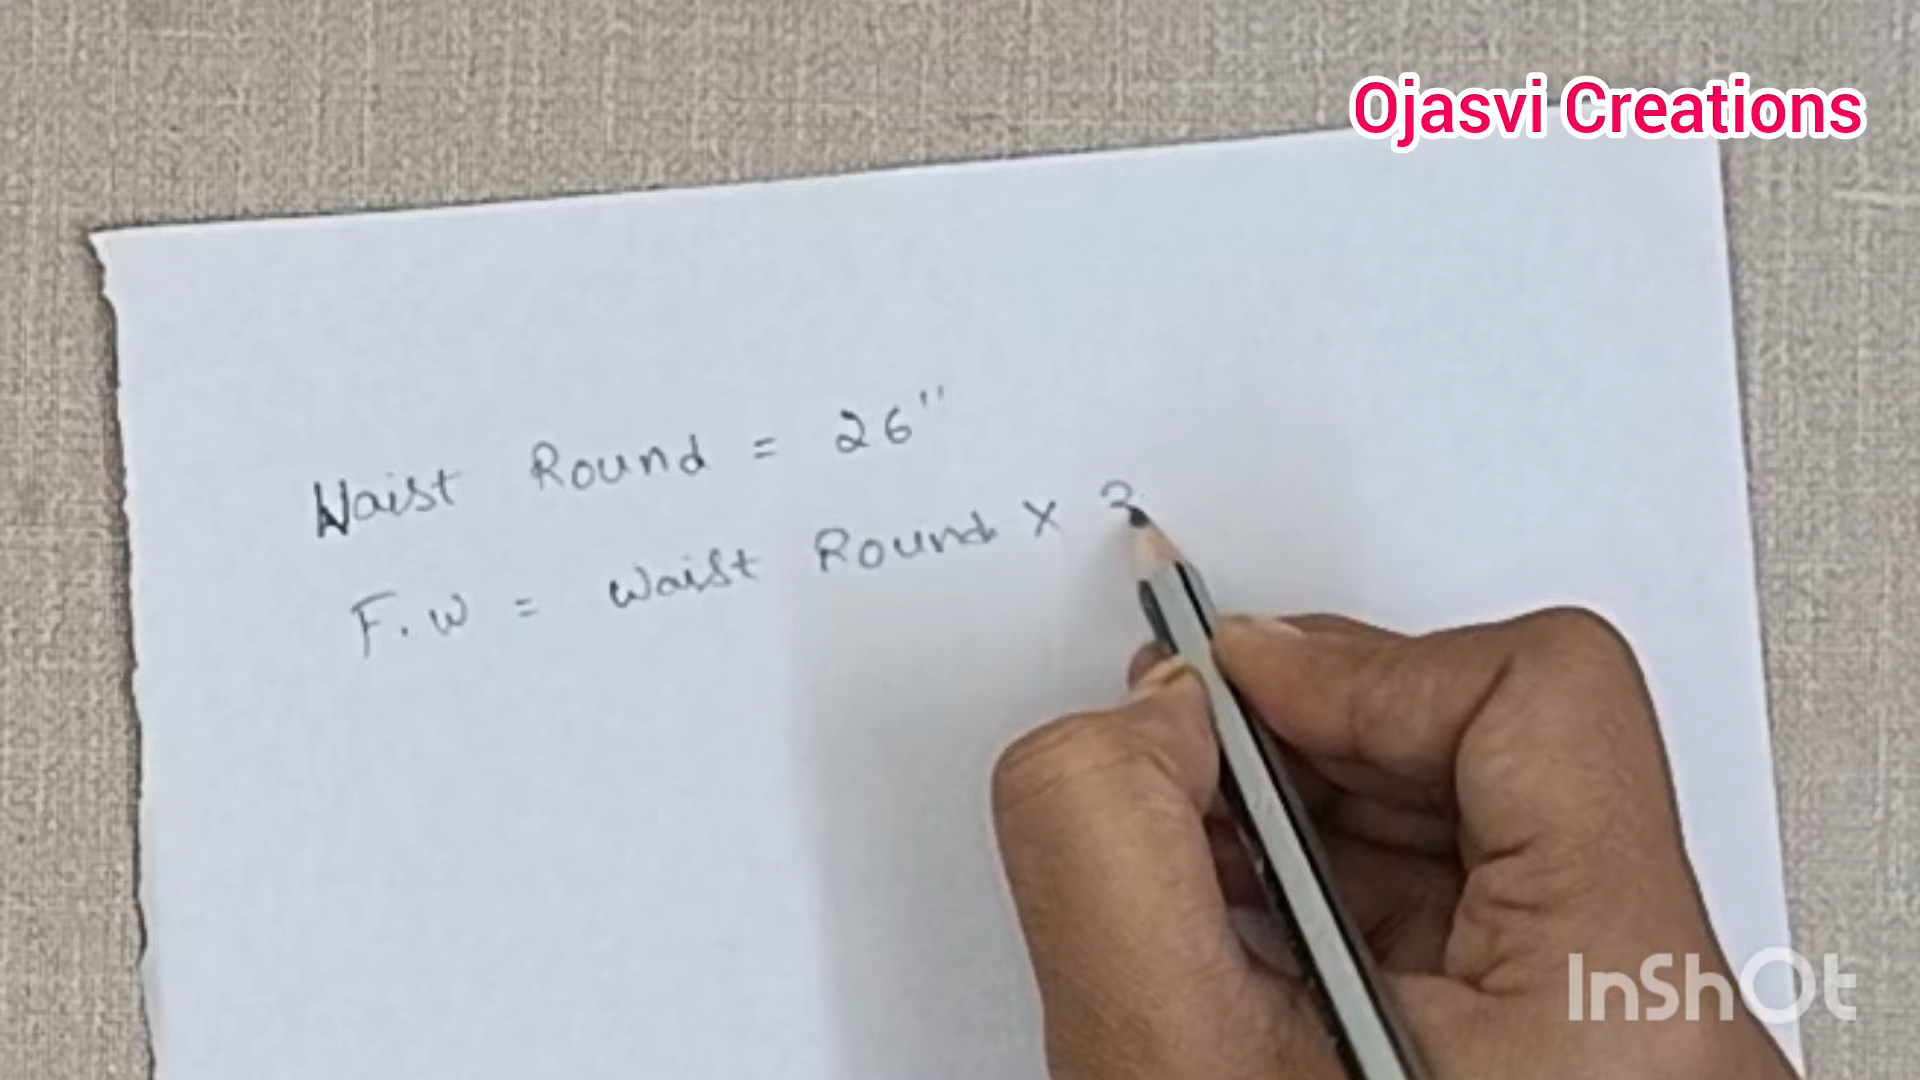 Ojasvi Creations
Waist Round = 26"
F.W = Waist Round × 3
InShOt